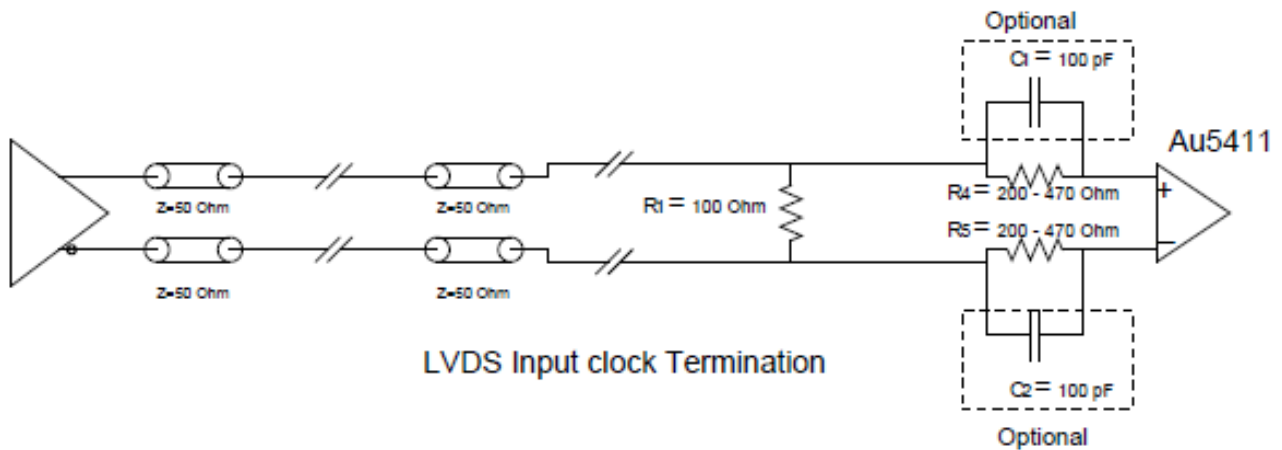 Optional
C1 = 100 pF
Au5411
Z=50 Ohm
Z=50 Ohm
R1 = 100 Ohm
R4 = 200 - 470 Ohm
+
R5 = 200 - 470 Ohm
−
Z=50 Ohm
Z=50 Ohm
LVDS Input clock Termination
C2 = 100 pF
Optional